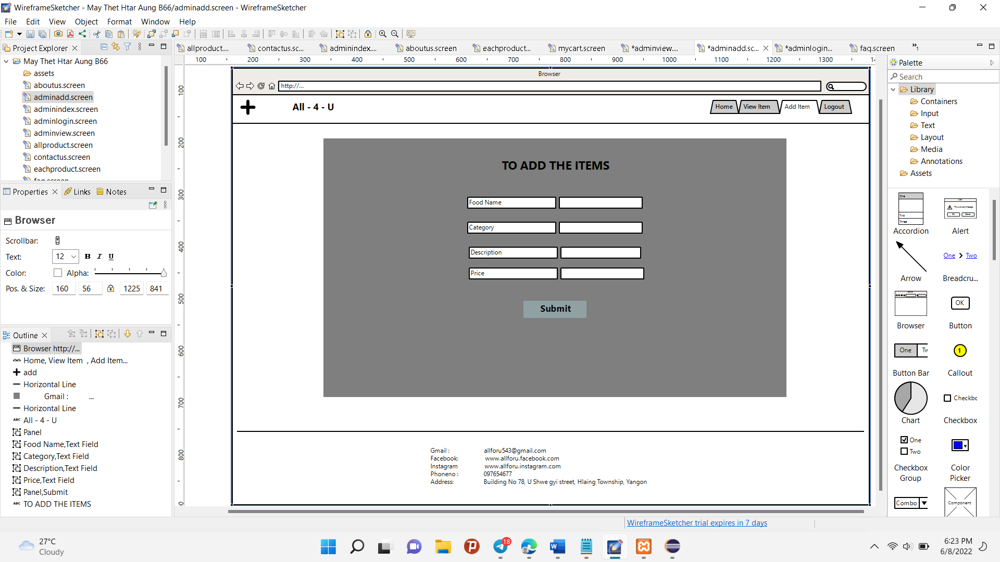 WireframeSketcher - May Thet Htar Aung B66/adminadd.screen - WireframeSketcher
File Edit View Object Format Window Help
Project Explorer
allproduct....
contactus.sc...
adminindex....
aboutus.screen
eachproduct...
mycart.screen
*adminview....
*adminadd.sc...
*adminlogin...
faq.screen
»1
May Thet Htar Aung B66
assets
aboutus.screen
adminadd.screen
adminindex.screen
adminlogin.screen
adminview.screen
allproduct.screen
contactus.screen
eachproduct.screen
Properties Links Notes
Browser
Scrollbar:
Text: 12 B I U
Color: Alpha:
Pos. & Size: 160 56 1225 841
Outline
Browser http://...
Home, View Item , Add Item...
add
Horizontal Line
Gmail : ...
Horizontal Line
ABC All - 4 - U
Panel
Food Name,Text Field
Category,Text Field
Description,Text Field
Price,Text Field
Panel,Submit
ABC TO ADD THE ITEMS
100 200 300 400 500 600 700 800 900 1000 1100 1200 1300
100
200
300
400
500
600
700
800
Browser
http://...
All - 4 - U
Home View Item Add Item Logout
TO ADD THE ITEMS
Food Name
Category
Description
Price
Submit
Gmail : allforu543@gmail.com
Facebook: www.allforu.facebook.com
Instagram www.allforu.instagram.com
Phoneno : 097654677
Address: Building No 78, U Shwe gyi street, Hlaing Township, Yangon
Palette
Search
Library
Containers
Input
Text
Layout
Media
Annotations
Assets
One
Two
Three
Accordion
Alert
OK Cancel
Alert
Arrow
One > Two
Breadcru...
Browser
OK
Button
One Tw
Button Bar
1
Callout
Chart
Checkbo
Checkbox
One
Two
Checkbox Group
Color Picker
Combo
Component
WireframeSketcher trial expires in 7 days
27°C
Cloudy
18
6:23 PM
6/8/2022